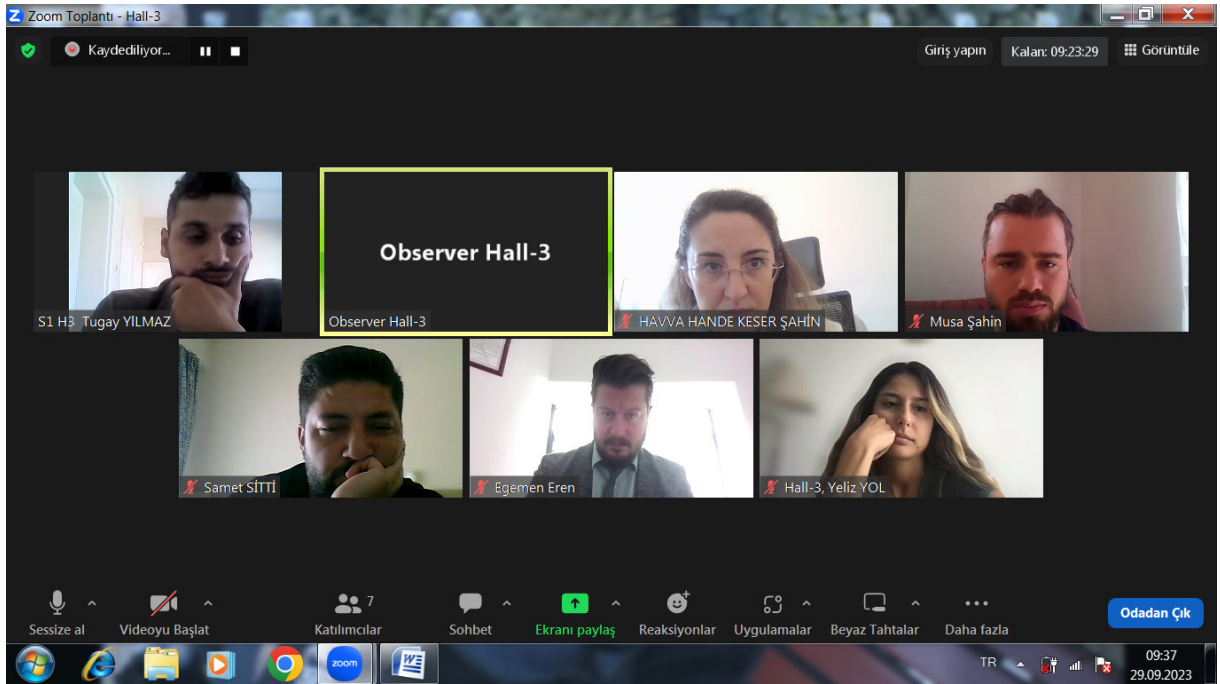 Zoom Toplantı - Hall-3
Kaydediliyor...
Giriş yapın
Kalan: 09:23:29
Görüntüle
Observer Hall-3
S1 H3 Tugay YILMAZ
Observer Hall-3
HAVVA HANDE KESER ŞAHİN
Musa Şahin
Samet SİTTİ
Egemen Eren
Hall-3, Yeliz YOL
7
Sessize al
Videoyu Başlat
Katılımcılar
Sohbet
Ekranı paylaş
Reaksiyonlar
Uygulamalar
Beyaz Tahtalar
Daha fazla
Odadan Çık
zoom
TR
09:37
29.09.2023